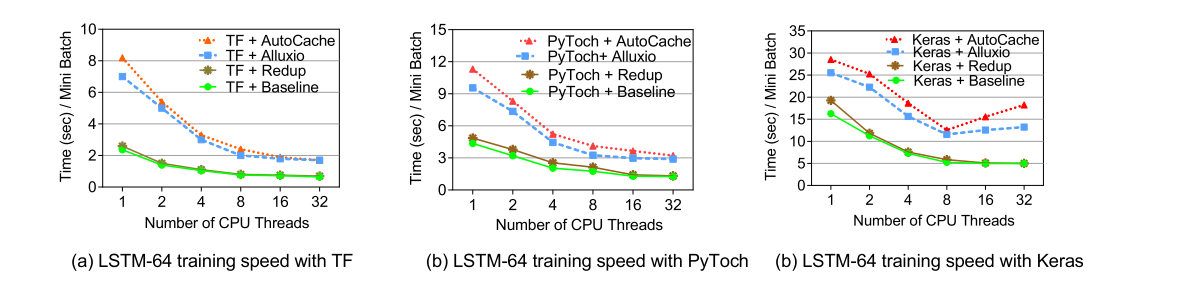 10
8
6
4
2
0
Time (sec) / Mini Batch
TF + AutoCache
TF + Alluxio
TF + Redup
TF + Baseline
1 2 4 8 16 32
Number of CPU Threads
(a) LSTM-64 training speed with TF
15
12
9
6
3
0
Time (sec) / Mini Batch
PyToch + AutoCache
PyToch+ Alluxio
PyToch + Redup
PyToch + Baseline
1 2 4 8 16 32
Number of CPU Threads
(b) LSTM-64 training speed with PyToch
35
30
25
20
15
10
5
0
Time (sec) / Mini Batch
Keras + AutoCache
Keras + Alluxio
Keras + Redup
Keras + Baseline
1 2 4 8 16 32
Number of CPU Threads
(b) LSTM-64 training speed with Keras